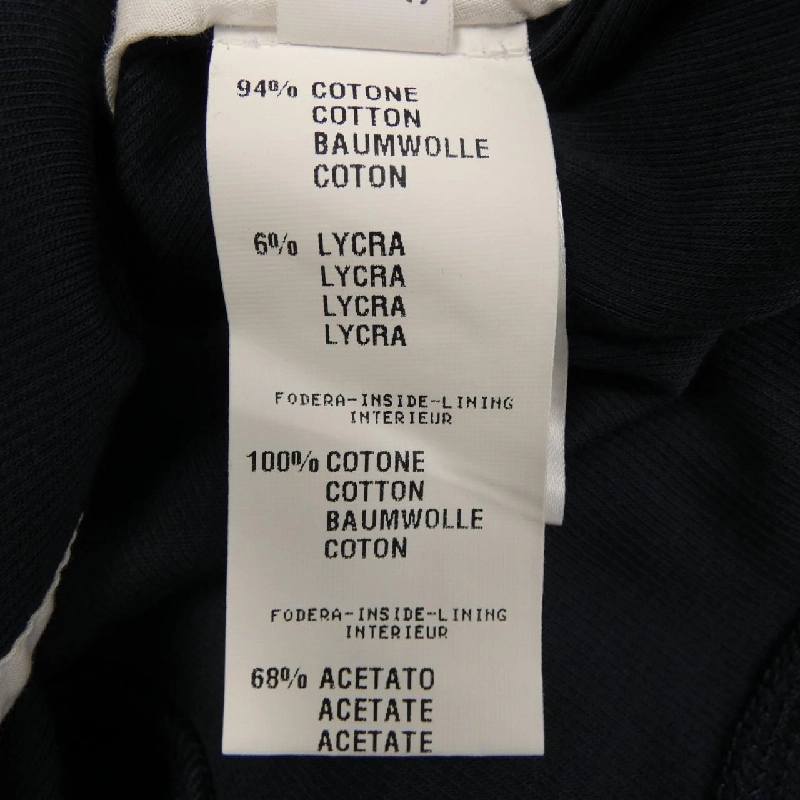 94% COTONE
COTTON
BAUMWOLLE
COTON
6% LYCRA
LYCRA
LYCRA
LYCRA
FODERA-INSIDE-LINING
INTERIEUR
100% COTONE
COTTON
BAUMWOLLE
COTON
FODERA-INSIDE-LINING
INTERIEUR
68% ACETATO
ACETATE
ACETATE